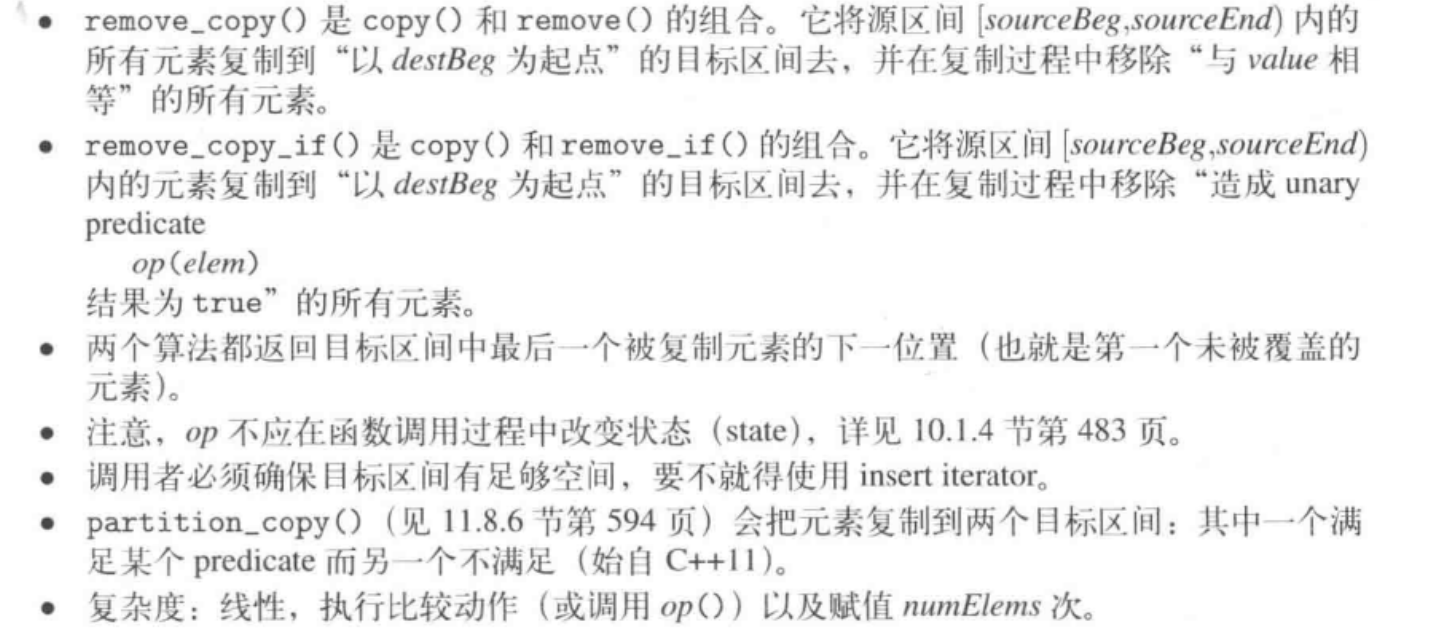 • remove_copy() 是 copy() 和 remove() 的组合。它将源区间 [sourceBeg,sourceEnd) 内的
所有元素复制到“以 destBeg 为起点”的目标区间去，并在复制过程中移除“与 value 相
等”的所有元素。
• remove_copy_if() 是 copy() 和 remove_if() 的组合。它将源区间 [sourceBeg,sourceEnd)
内的元素复制到“以 destBeg 为起点”的目标区间去，并在复制过程中移除“造成 unary
predicate
op(elem)
结果为 true”的所有元素。
• 两个算法都返回目标区间中最后一个被复制元素的下一位置（也就是第一个未被覆盖的
元素）。
• 注意，op 不应在函数调用过程中改变状态（state），详见 10.1.4 节第 483 页。
• 调用者必须确保目标区间有足够空间，要不就得使用 insert iterator。
• partition_copy()（见 11.8.6 节第 594 页）会把元素复制到两个目标区间：其中一个满
足某个 predicate 而另一个不满足（始自 C++11）。
• 复杂度：线性，执行比较动作（或调用 op()）以及赋值 numElems 次。